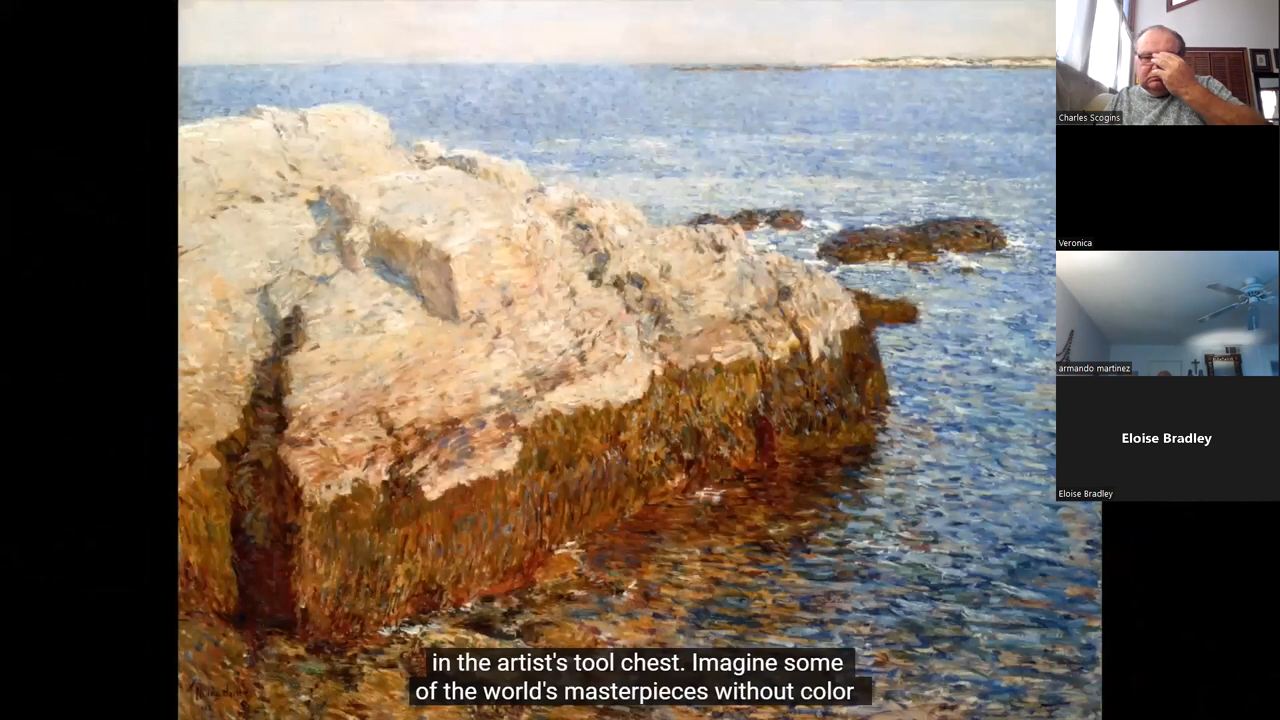 Charles Scogins
Veronica
armando martinez
Eloise Bradley
Eloise Bradley
in the artist's tool chest. Imagine some
of the world's masterpieces without color